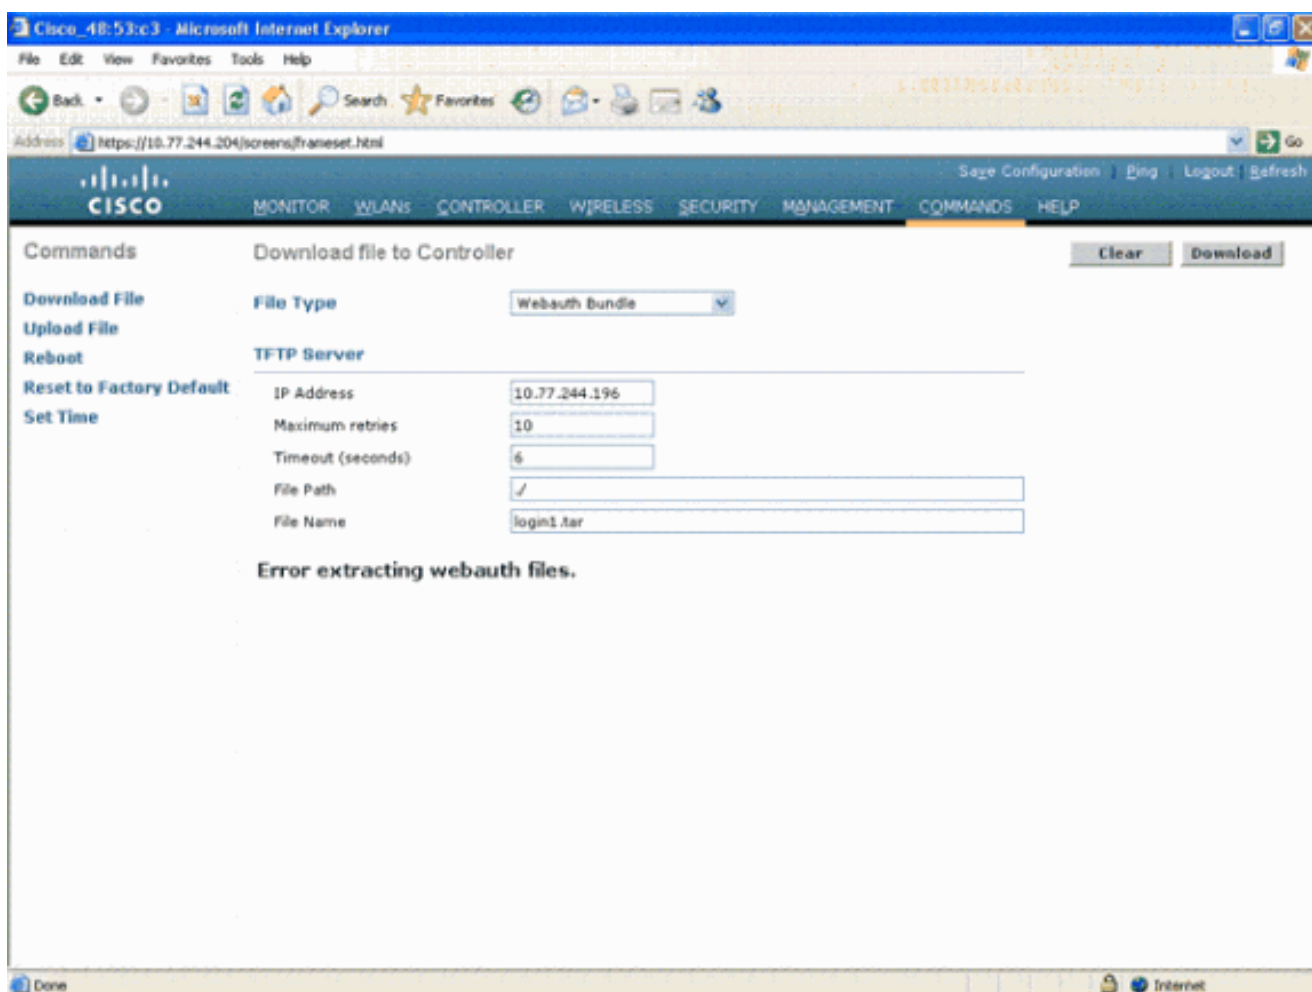 Cisco_48:53:c3 - Microsoft Internet Explorer
File Edit View Favorites Tools Help
Back Search Favorites
Address https://10.77.244.204/screens/frameset.html Go
Save Configuration | Ping | Logout | Refresh
CISCO MONITOR WLANs CONTROLLER WIRELESS SECURITY MANAGEMENT COMMANDS HELP
Commands
Download File
Upload File
Reboot
Reset to Factory Default
Set Time
Download file to Controller Clear Download
File Type Webauth Bundle
TFTP Server
IP Address 10.77.244.196
Maximum retries 10
Timeout (seconds) 6
File Path ./
File Name login1.tar
Error extracting webauth files.
Done Internet